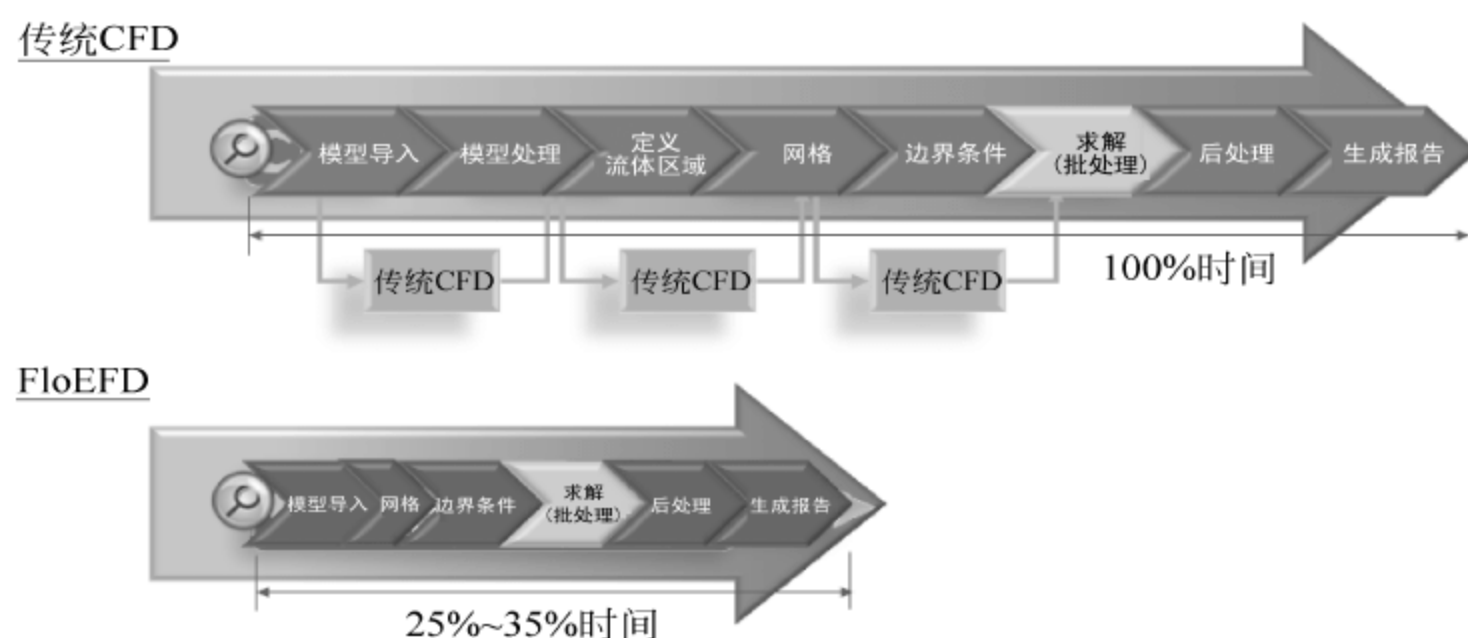 传统CFD
模型导入
模型处理
定义
流体区域
网格
边界条件
求解
(批处理)
后处理
生成报告
传统CFD
传统CFD
传统CFD
100%时间
FloEFD
模型导入
网格
边界条件
求解
(批处理)
后处理
生成报告
25%~35%时间